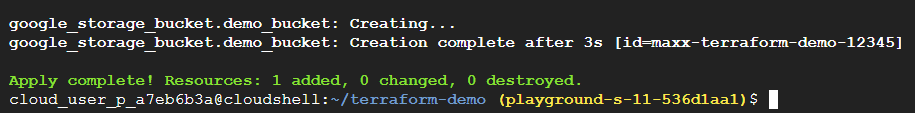 google_storage_bucket.demo_bucket: Creating...
google_storage_bucket.demo_bucket: Creation complete after 3s [id=maxx-terraform-demo-12345]
Apply complete! Resources: 1 added, 0 changed, 0 destroyed.
cloud_user_p_a7eb6b3a@cloudshell:~/terraform-demo (playground-s-11-536d1aa1)$